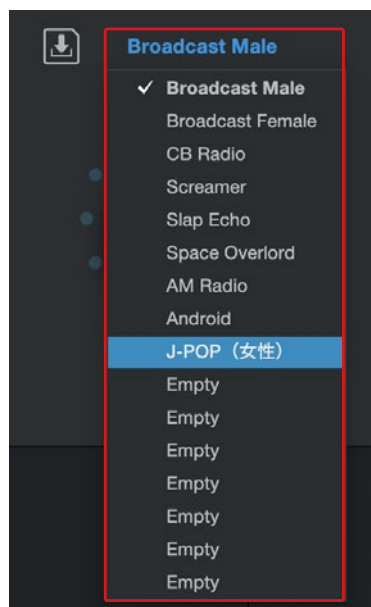 Broadcast Male
✓ Broadcast Male
Broadcast Female
CB Radio
Screamer
Slap Echo
Space Overlord
AM Radio
Android
J-POP（女性）
Empty
Empty
Empty
Empty
Empty
Empty
Empty